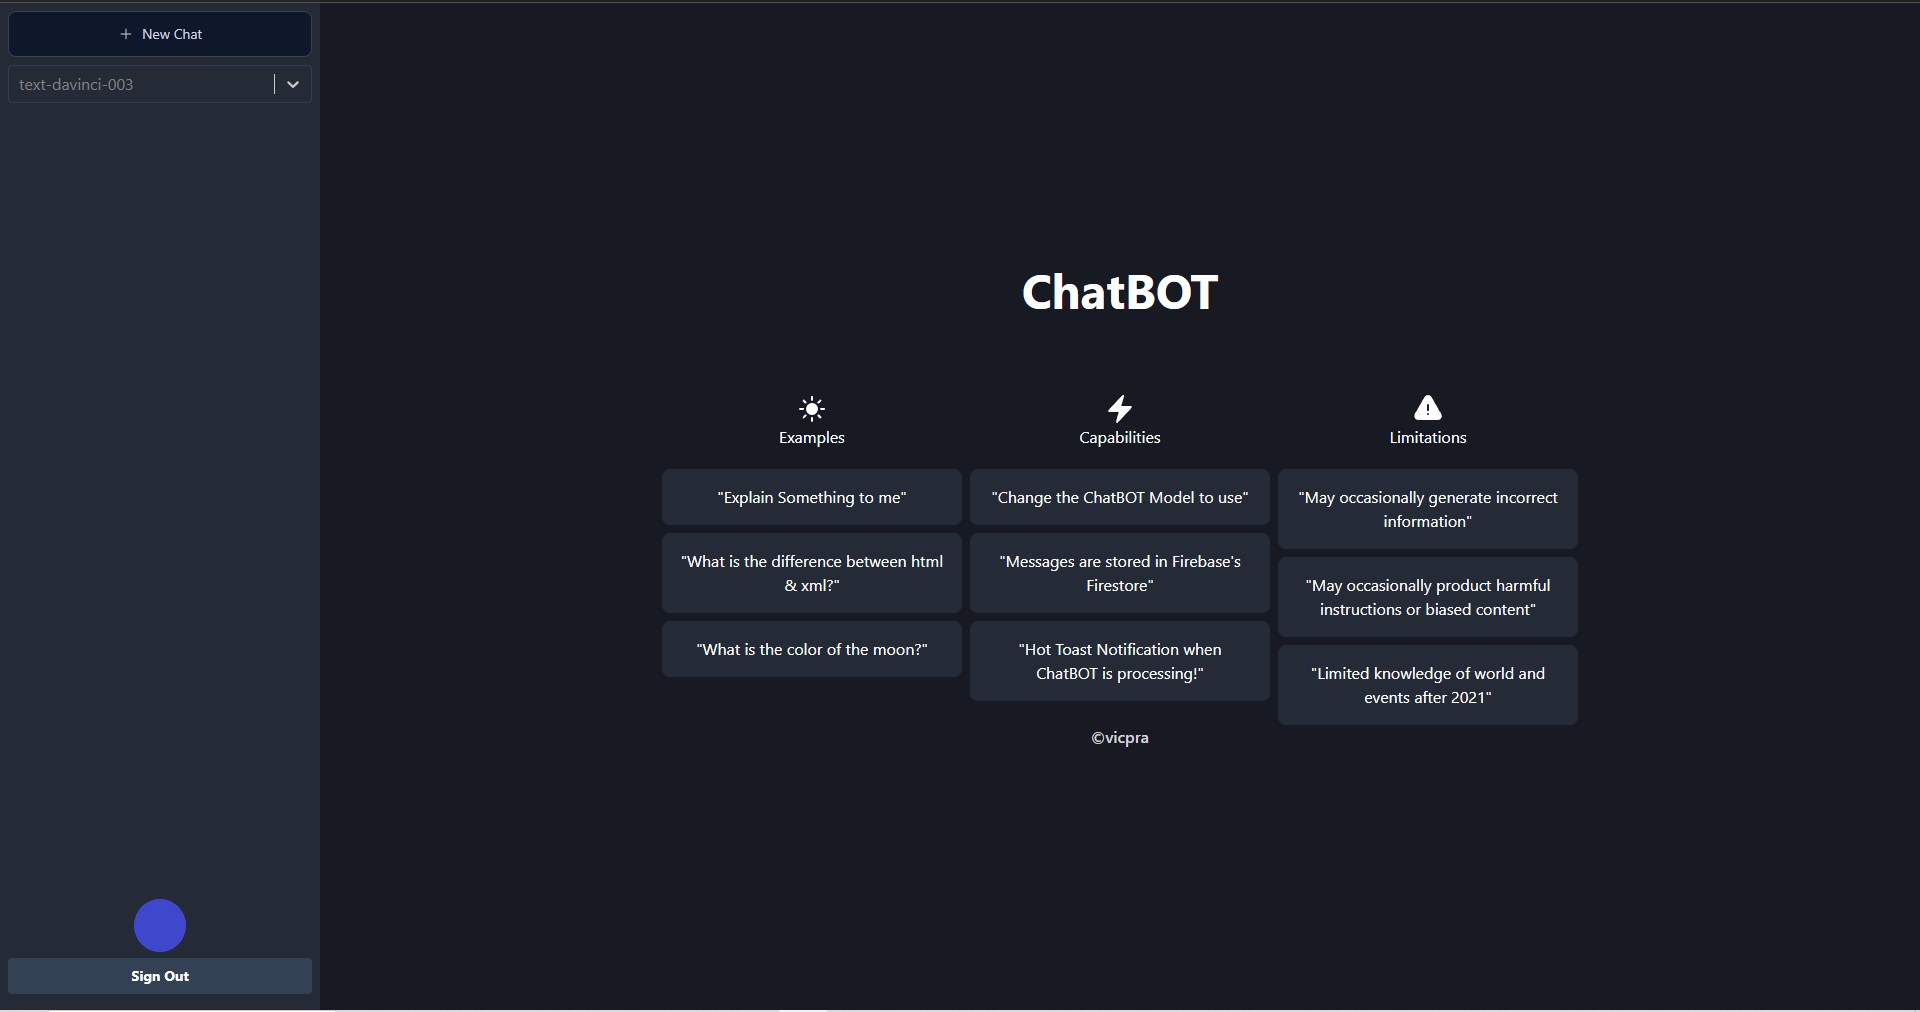 New Chat
text-davinci-003
Sign Out
ChatBOT
Examples
"Explain Something to me"
"What is the difference between html
& xml?"
"What is the color of the moon?"
Capabilities
"Change the ChatBOT Model to use"
"Messages are stored in Firebase's
Firestore"
"Hot Toast Notification when
ChatBOT is processing!"
Limitations
"May occasionally generate incorrect
information"
"May occasionally product harmful
instructions or biased content"
"Limited knowledge of world and
events after 2021"
©vicpra